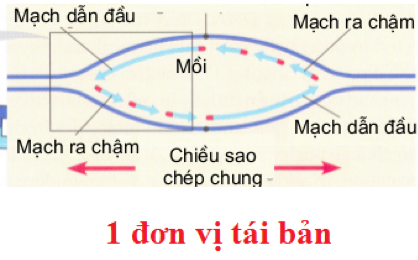 Mạch dẫn đầu
Mạch ra chậm
Mồi
Mạch dẫn đầu
Mạch ra chậm
Chiều sao
chép chung
1 đơn vị tái bản